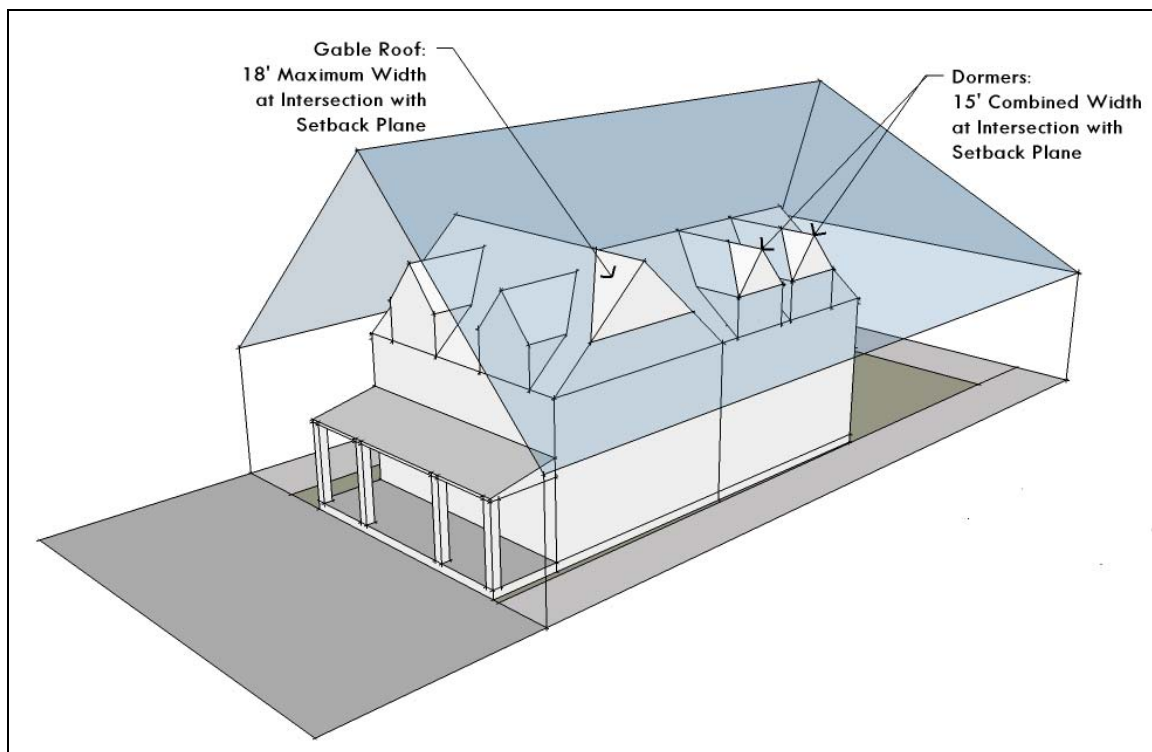 Gable Roof:
18' Maximum Width
at Intersection with
Setback Plane
Dormers:
15' Combined Width
at Intersection with
Setback Plane